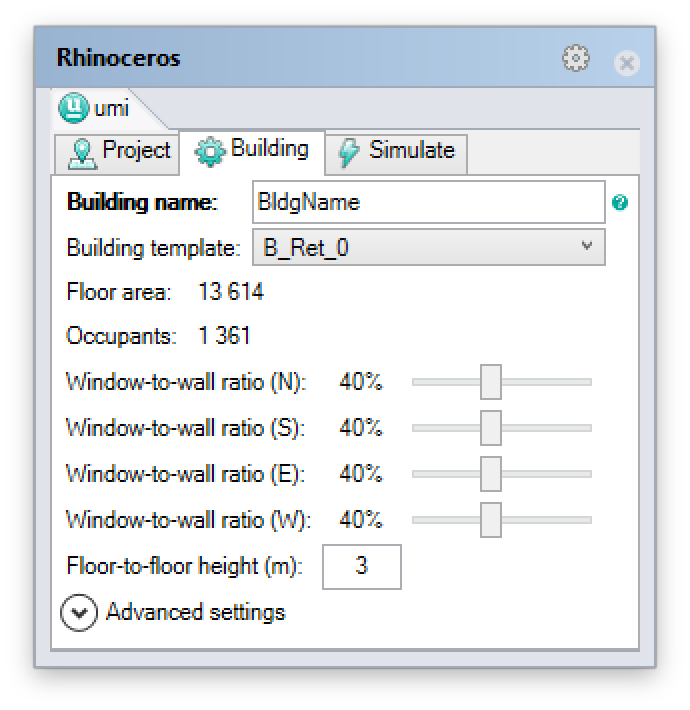 Rhinoceros
umi
Project Building Simulate
Building name: BldgName
Building template: B_Ret_0
Floor area: 13 614
Occupants: 1 361
Window-to-wall ratio (N): 40%
Window-to-wall ratio (S): 40%
Window-to-wall ratio (E): 40%
Window-to-wall ratio (W): 40%
Floor-to-floor height (m): 3
Advanced settings